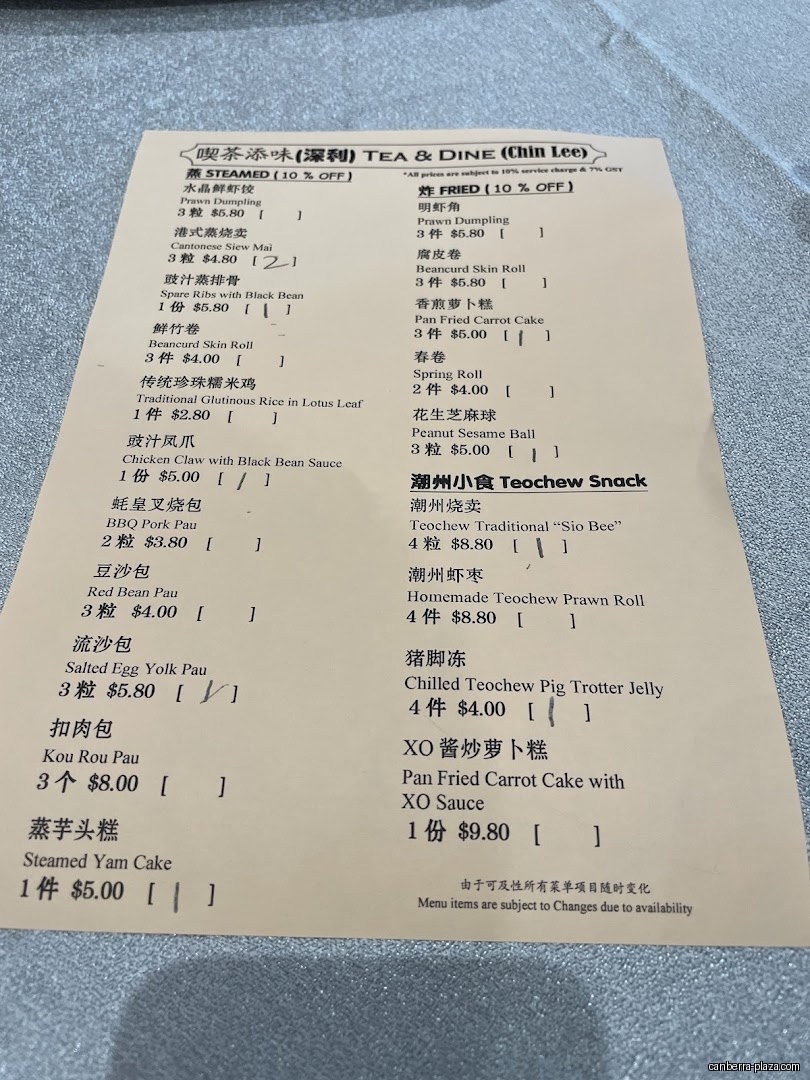 喫茶添味(深利) TEA & DINE (Chin Lee)
*All prices are subject to 10% service charge & 7% GST
蒸 STEAMED ( 10 % OFF )
水晶鲜虾饺
Prawn Dumpling
3 粒 $5.80 [ ]
港式蒸烧卖
Cantonese Siew Mai
3 粒 $4.80 [ 2 ]
豉汁蒸排骨
Spare Ribs with Black Bean
1 份 $5.80 [ | ]
鲜竹卷
Beancurd Skin Roll
3 件 $4.00 [ ]
传统珍珠糯米鸡
Traditional Glutinous Rice in Lotus Leaf
1 件 $2.80 [ ]
豉汁凤爪
Chicken Claw with Black Bean Sauce
1 份 $5.00 [ / ]
蚝皇叉烧包
BBQ Pork Pau
2 粒 $3.80 [ ]
豆沙包
Red Bean Pau
3 粒 $4.00 [ ]
流沙包
Salted Egg Yolk Pau
3 粒 $5.80 [ √ ]
扣肉包
Kou Rou Pau
3 个 $8.00 [ ]
蒸芋头糕
Steamed Yam Cake
1 件 $5.00 [ | ]
炸 FRIED ( 10 % OFF )
明虾角
Prawn Dumpling
3 件 $5.80 [ ]
腐皮卷
Beancurd Skin Roll
3 件 $5.80 [ ]
香煎萝卜糕
Pan Fried Carrot Cake
3 件 $5.00 [ | ]
春卷
Spring Roll
2 件 $4.00 [ ]
花生芝麻球
Peanut Sesame Ball
3 粒 $5.00 [ | ]
潮州小食 Teochew Snack
潮州烧卖
Teochew Traditional “Sio Bee”
4 粒 $8.80 [ | ]
潮州虾枣
Homemade Teochew Prawn Roll
4 件 $8.80 [ ]
猪脚冻
Chilled Teochew Pig Trotter Jelly
4 件 $4.00 [ | ]
XO 酱炒萝卜糕
Pan Fried Carrot Cake with
XO Sauce
1 份 $9.80 [ ]
由于可及性所有菜单项目随时变化
Menu items are subject to Changes due to availability
canberra-plaza.com